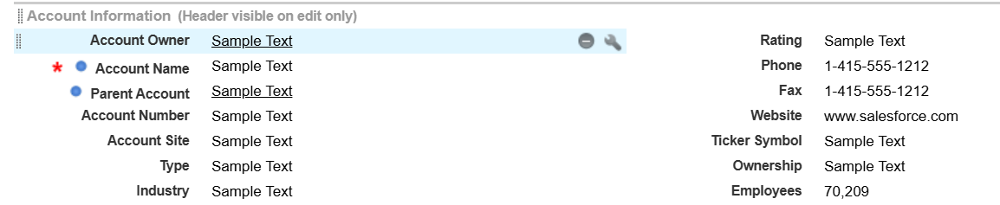 Account Information (Header visible on edit only)
Account Owner Sample Text Rating Sample Text
* Account Name Sample Text Phone 1-415-555-1212
Parent Account Sample Text Fax 1-415-555-1212
Account Number Sample Text Website www.salesforce.com
Account Site Sample Text Ticker Symbol Sample Text
Type Sample Text Ownership Sample Text
Industry Sample Text Employees 70,209